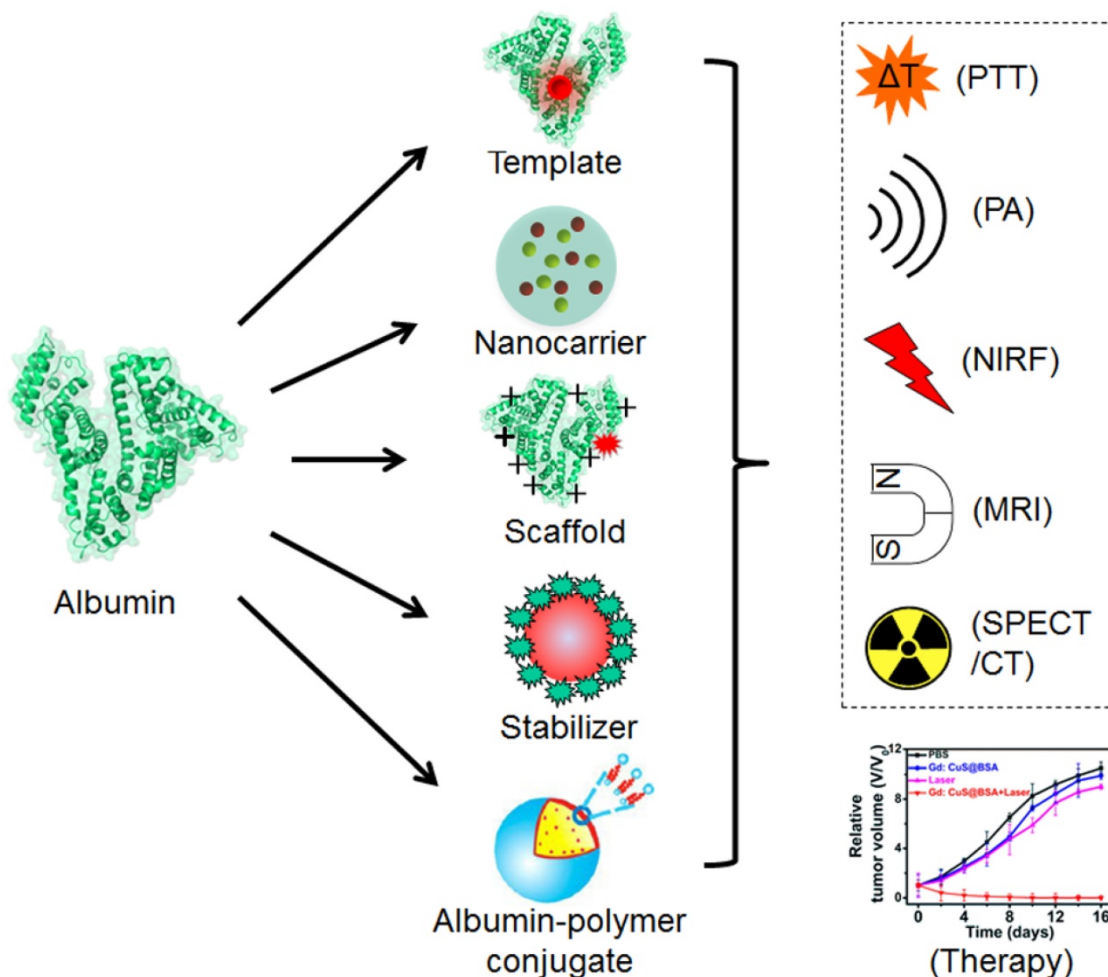 Albumin
Template
Nanocarrier
Scaffold
Stabilizer
Albumin-polymer
conjugate
ΔT (PTT)
(PA)
(NIRF)
N
S
(MRI)
(SPECT
/CT)
Relative
tumor volume (V/V₀)
12
8
4
0
PBS
Gd: CuS@BSA
Laser
Gd: CuS@BSA+Laser
0 4 8 12 16
Time (days)
(Therapy)